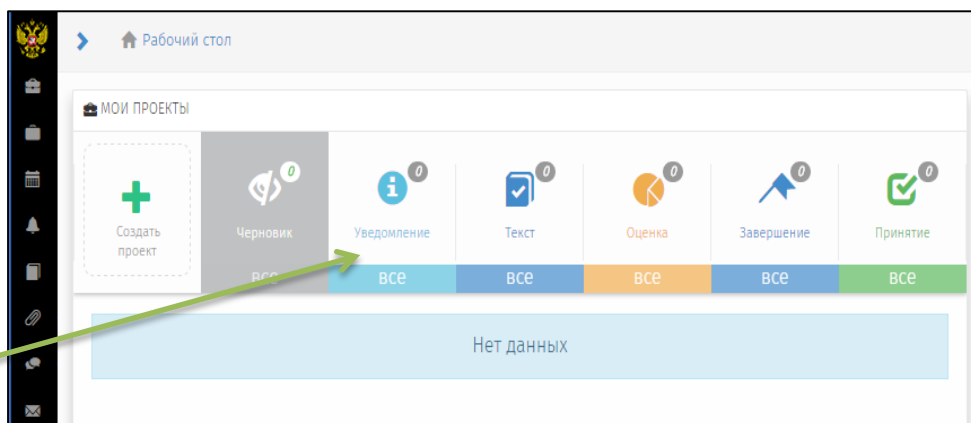 Рабочий стол
МОИ ПРОЕКТЫ
0 0 0 0 0 0
Создать
проект
Черновик Уведомление Текст Оценка Завершение Принятие
все все все все все все
Нет данных